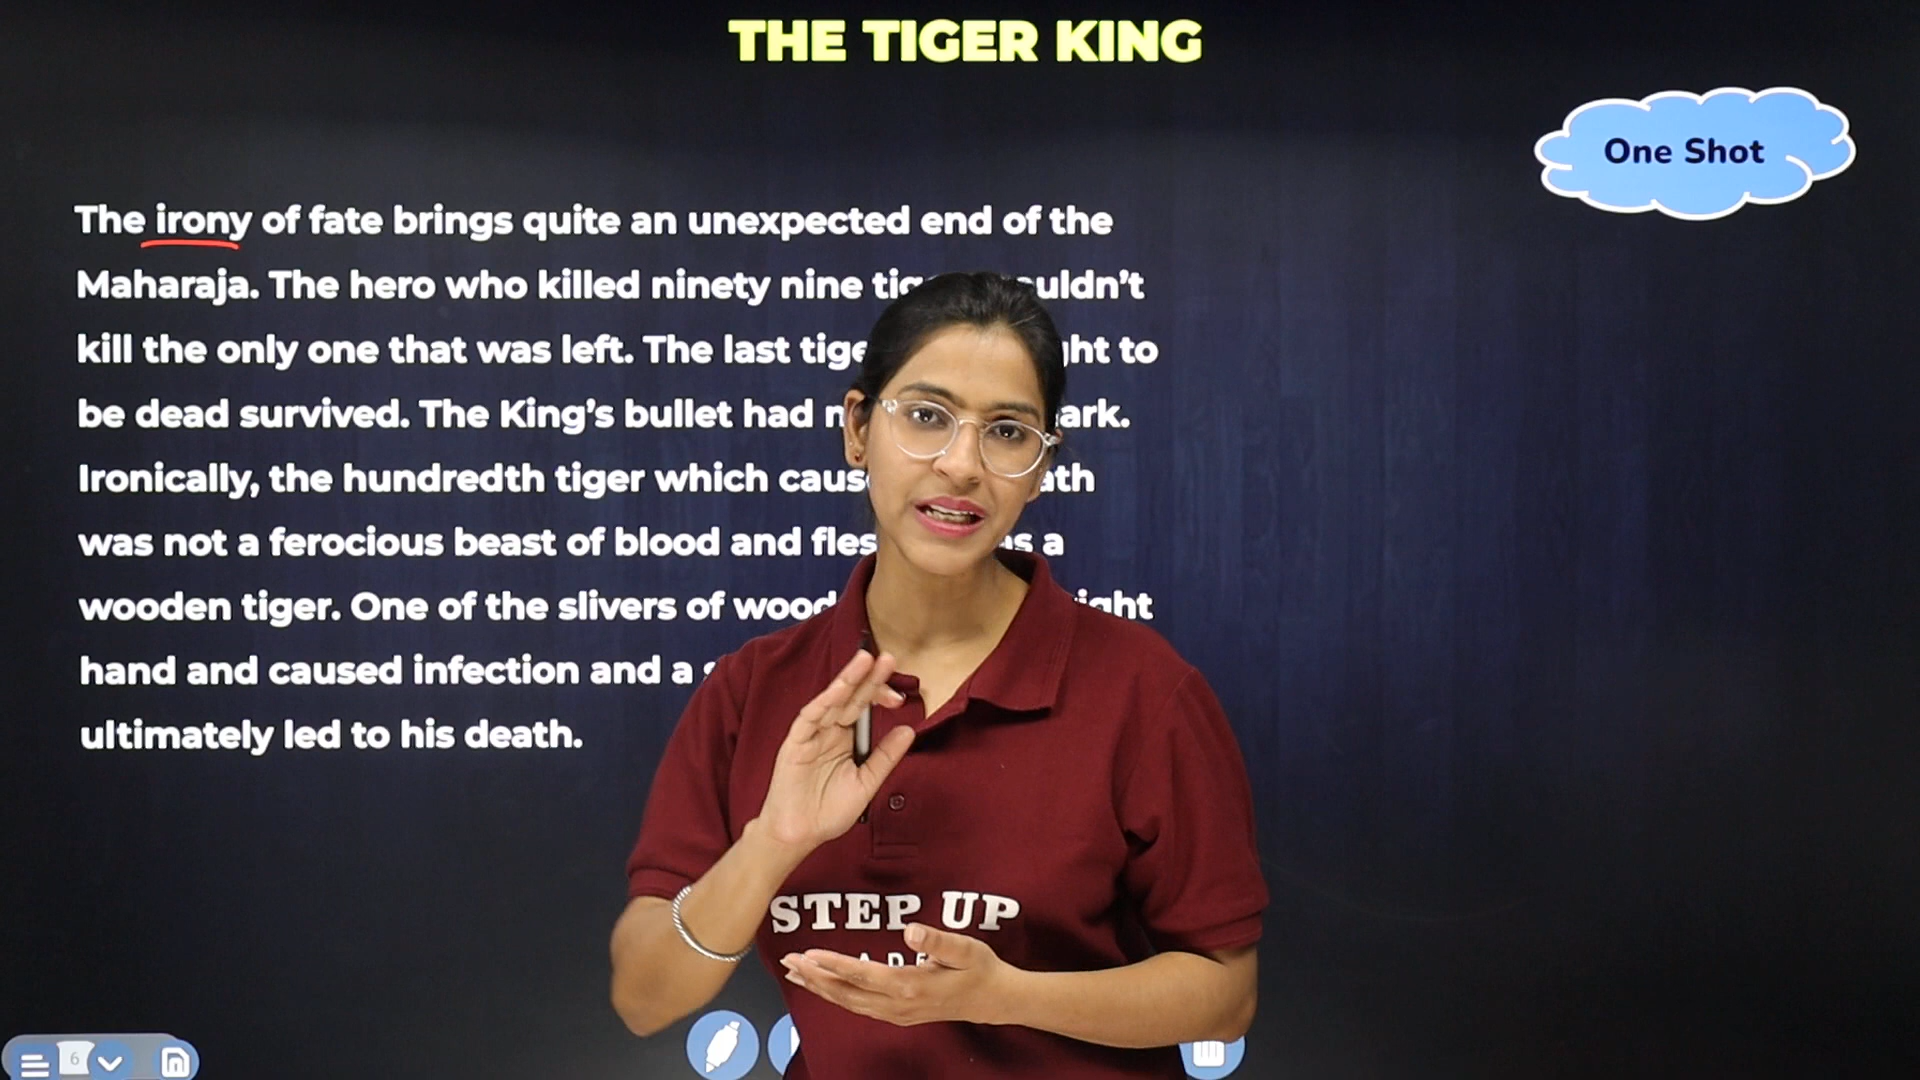 THE TIGER KING
One Shot
The irony of fate brings quite an unexpected end of the
Maharaja. The hero who killed ninety nine
kill the only one that was left. The last to
be dead survived. The King's bullet had
Ironically, the hundredth tiger which
was not a ferocious beast of blood and a
wooden tiger. One of the slivers of
hand and caused infection and a
ultimately led to his death.
STEP UP
6